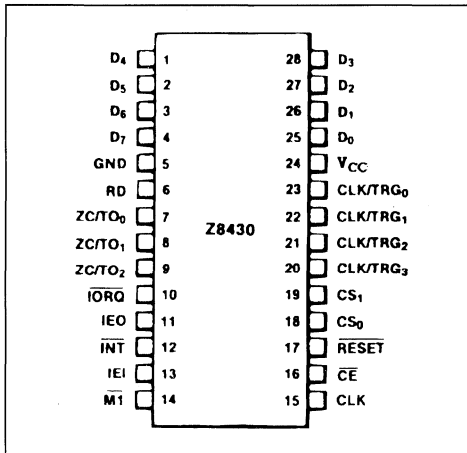 D4 1 28 D3
D5 2 27 D2
D6 3 26 D1
D7 4 25 D0
GND 5 24 VCC
RD 6 23 CLK/TRG0
ZC/TO0 7 22 CLK/TRG1
ZC/TO1 8 21 CLK/TRG2
ZC/TO2 9 20 CLK/TRG3
Z8430
IORQ 10 19 CS1
IEO 11 18 CS0
INT 12 17 RESET
IEI 13 16 CE
M1 14 15 CLK